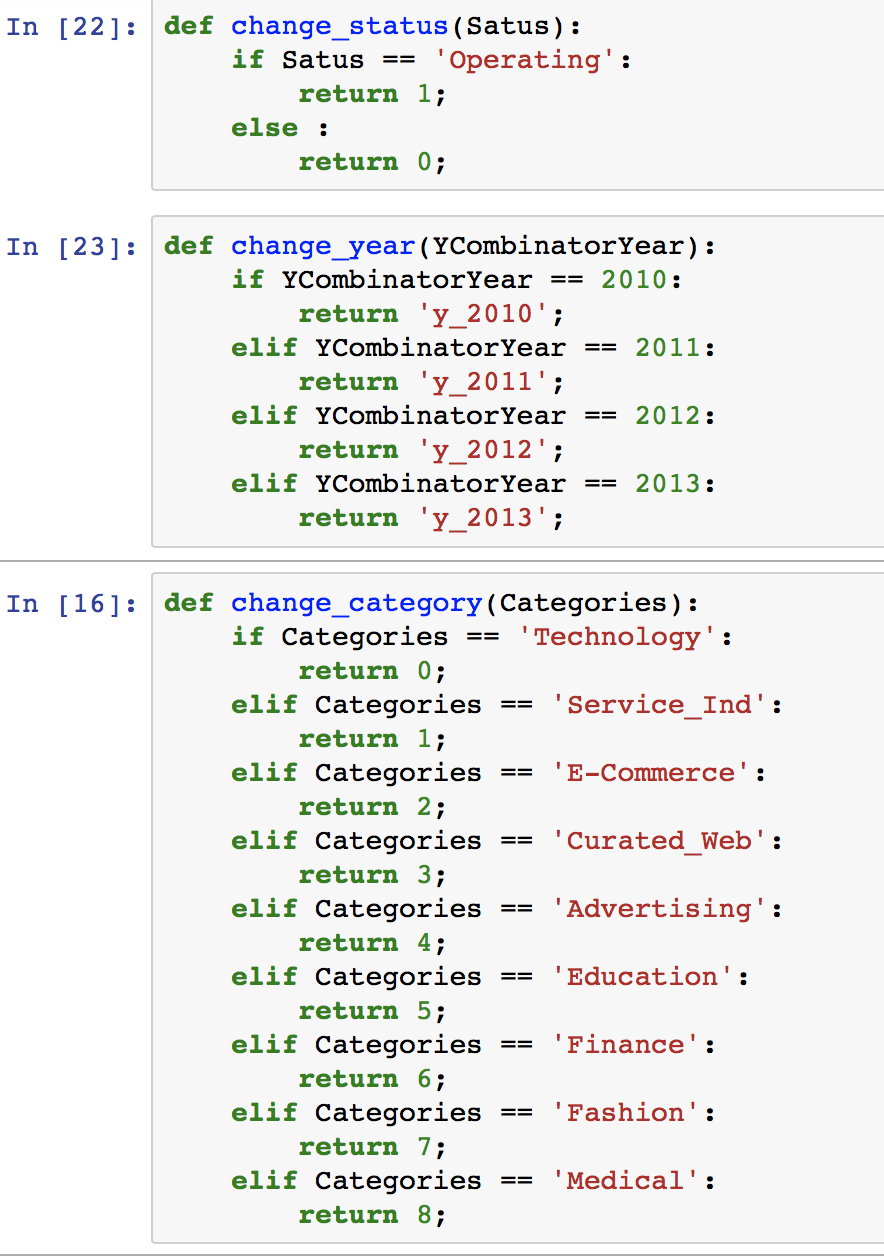 In [22]: def change_status(Satus):
    if Satus == 'Operating':
        return 1;
    else :
        return 0;
In [23]: def change_year(YCombinatorYear):
    if YCombinatorYear == 2010:
        return 'y_2010';
    elif YCombinatorYear == 2011:
        return 'y_2011';
    elif YCombinatorYear == 2012:
        return 'y_2012';
    elif YCombinatorYear == 2013:
        return 'y_2013';
In [16]: def change_category(Categories):
    if Categories == 'Technology':
        return 0;
    elif Categories == 'Service_Ind':
        return 1;
    elif Categories == 'E-Commerce':
        return 2;
    elif Categories == 'Curated_Web':
        return 3;
    elif Categories == 'Advertising':
        return 4;
    elif Categories == 'Education':
        return 5;
    elif Categories == 'Finance':
        return 6;
    elif Categories == 'Fashion':
        return 7;
    elif Categories == 'Medical':
        return 8;